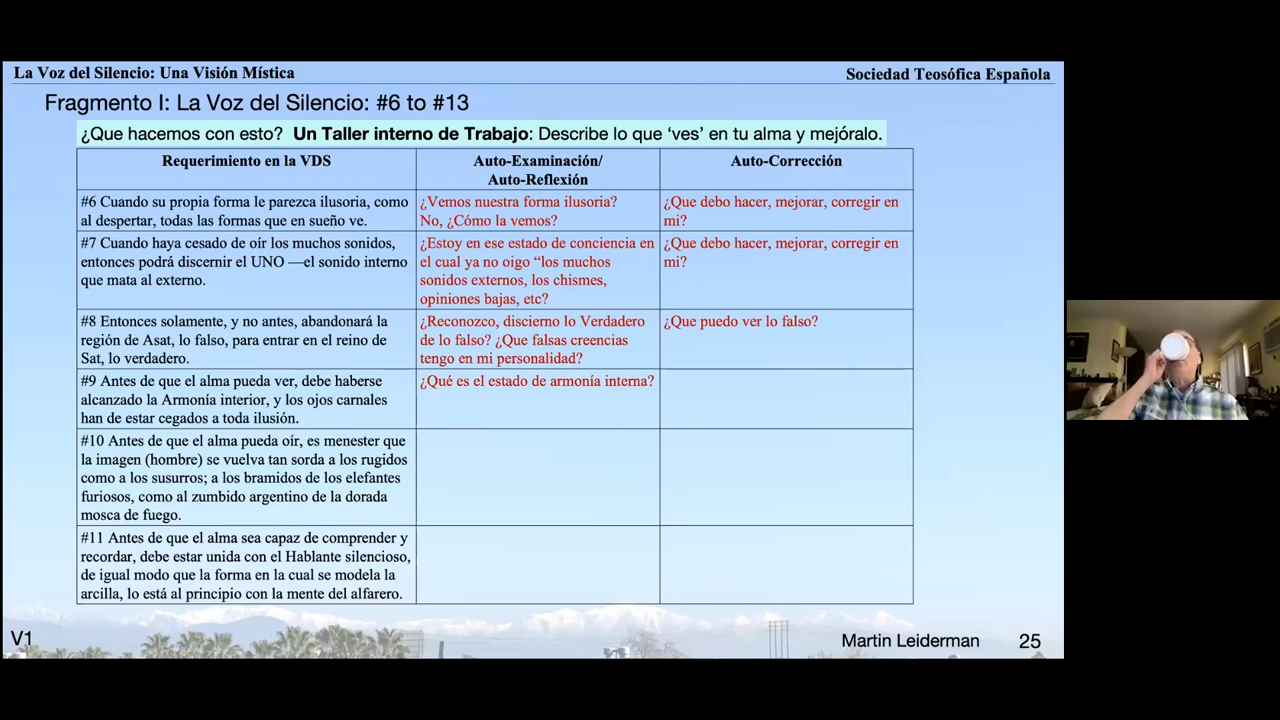 La Voz del Silencio: Una Visión Mística
Sociedad Teosófica Española
Fragmento I: La Voz del Silencio: #6 to #13
¿Que hacemos con esto?  Un Taller interno de Trabajo: Describe lo que ‘ves’ en tu alma y mejóralo.
Requerimiento en la VDS
Auto-Examinación/
Auto-Reflexión
Auto-Corrección
#6 Cuando su propia forma le parezca ilusoria, como
al despertar, todas las formas que en sueño ve.
¿Vemos nuestra forma ilusoria?
No, ¿Cómo la vemos?
¿Que debo hacer, mejorar, corregir en
mi?
#7 Cuando haya cesado de oír los muchos sonidos,
entonces podrá discernir el UNO —el sonido interno
que mata al externo.
¿Estoy en ese estado de conciencia en
el cual ya no oigo “los muchos
sonidos externos, los chismes,
opiniones bajas, etc?
¿Que debo hacer, mejorar, corregir en
mi?
#8 Entonces solamente, y no antes, abandonará la
región de Asat, lo falso, para entrar en el reino de
Sat, lo verdadero.
¿Reconozco, discierno lo Verdadero
de lo falso? ¿Que falsas creencias
tengo en mi personalidad?
¿Que puedo ver lo falso?
#9 Antes de que el alma pueda ver, debe haberse
alcanzado la Armonía interior, y los ojos carnales
han de estar cegados a toda ilusión.
¿Qué es el estado de armonía interna?
#10 Antes de que el alma pueda oír, es menester que
la imagen (hombre) se vuelva tan sorda a los rugidos
como a los susurros; a los bramidos de los elefantes
furiosos, como al zumbido argentino de la dorada
mosca de fuego.
#11 Antes de que el alma sea capaz de comprender y
recordar, debe estar unida con el Hablante silencioso,
de igual modo que la forma en la cual se modela la
arcilla, lo está al principio con la mente del alfarero.
V1
Martin Leiderman
25